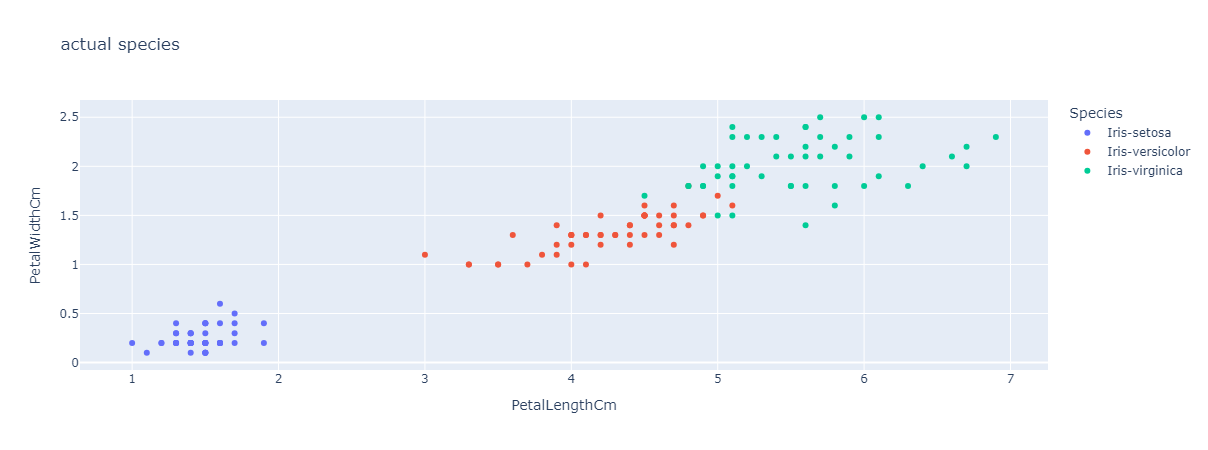 actual species
Species
Iris-setosa
Iris-versicolor
Iris-virginica
PetalWidthCm
2.5
2
1.5
1
0.5
0
1 2 3 4 5 6 7
PetalLengthCm